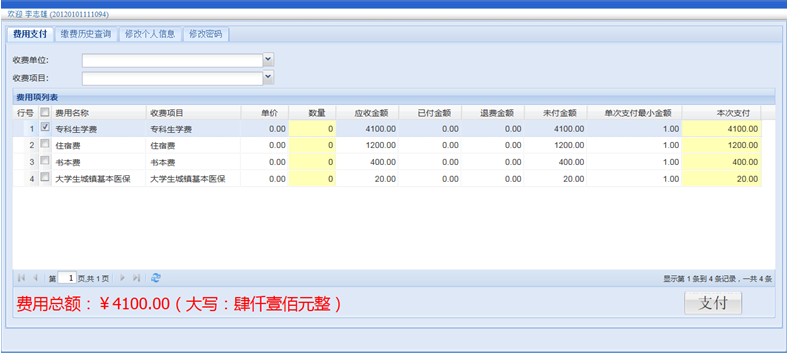 欢迎 李志雄 (2012010111094)
费用支付 缴费历史查询 修改个人信息 修改密码
收费单位:
收费项目:
费用项列表
行号 费用名称 收费项目 单价 数量 应收金额 已付金额 退费金额 未付金额 单次支付最小金额 本次支付
1 专科生学费 专科生学费 0.00 0 4100.00 0.00 0.00 4100.00 1.00 4100.00
2 住宿费 住宿费 0.00 0 1200.00 0.00 0.00 1200.00 1.00 1200.00
3 书本费 书本费 0.00 0 400.00 0.00 0.00 400.00 1.00 400.00
4 大学生城镇基本医保 大学生城镇基本医保 0.00 0 20.00 0.00 0.00 20.00 1.00 20.00
第 1 页,共 1 页 显示第 1 条到 4 条记录，一共 4 条
费用总额：￥4100.00（大写：肆仟壹佰元整） 支付